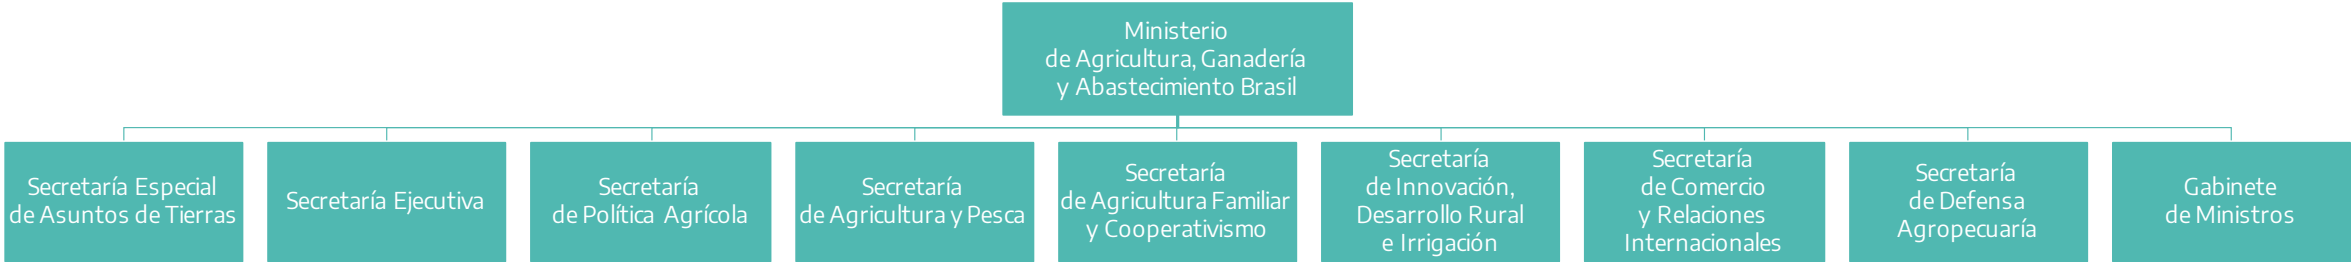 Ministerio
de Agricultura, Ganadería
y Abastecimiento Brasil
Secretaría Especial
de Asuntos de Tierras
Secretaría Ejecutiva
Secretaría
de Política Agrícola
Secretaría
de Agricultura y Pesca
Secretaría
de Agricultura Familiar
y Cooperativismo
Secretaría
de Innovación,
Desarrollo Rural
e Irrigación
Secretaría
de Comercio
y Relaciones
Internacionales
Secretaría
de Defensa
Agropecuaría
Gabinete
de Ministros